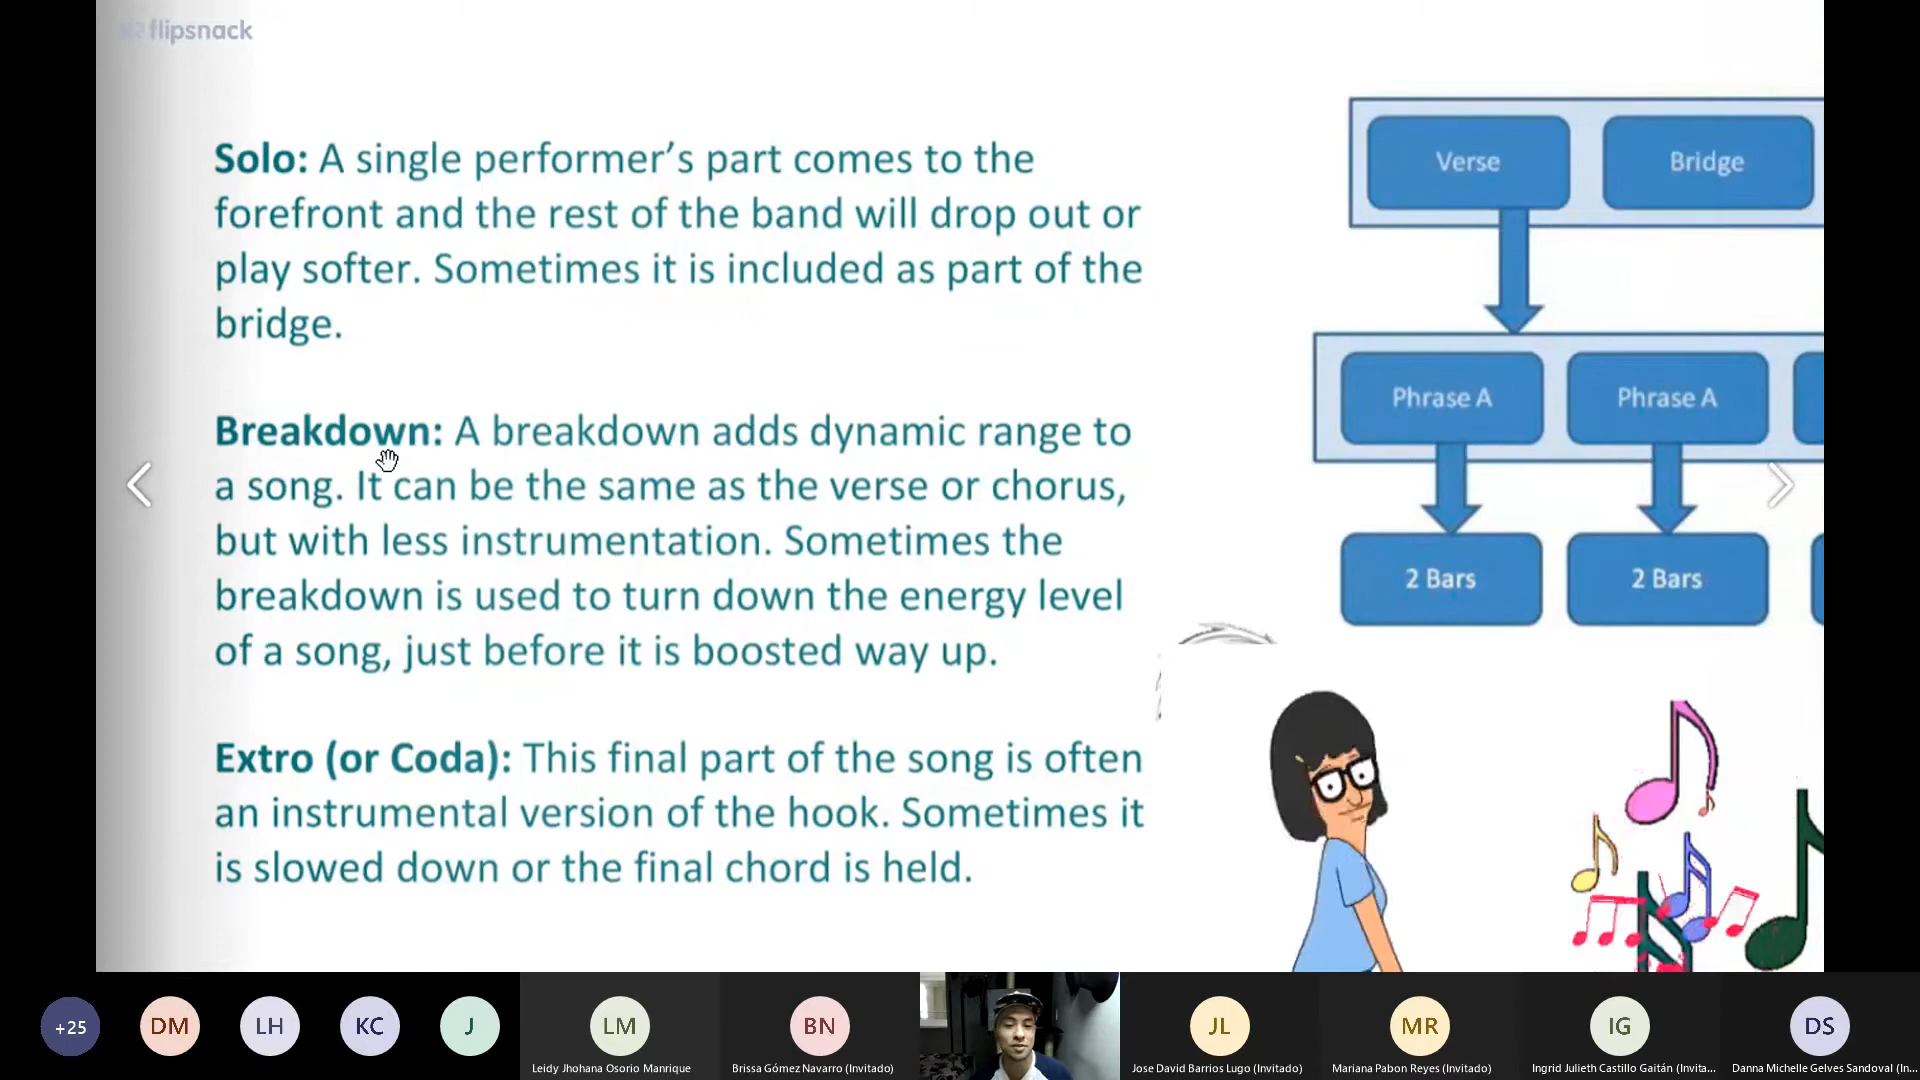 flipsnack
Solo: A single performer’s part comes to the
forefront and the rest of the band will drop out or
play softer. Sometimes it is included as part of the
bridge.
Breakdown: A breakdown adds dynamic range to
a song. It can be the same as the verse or chorus,
but with less instrumentation. Sometimes the
breakdown is used to turn down the energy level
of a song, just before it is boosted way up.
Extro (or Coda): This final part of the song is often
an instrumental version of the hook. Sometimes it
is slowed down or the final chord is held.
Verse
Bridge
Phrase A
Phrase A
2 Bars
2 Bars
+25
DM
LH
KC
J
LM
BN
JL
MR
IG
DS
Leidy Jhohana Osorio Manrique
Brissa Gómez Navarro (Invitado)
Jose David Barrios Lugo (Invitado)
Mariana Pabon Reyes (Invitado)
Ingrid Julieth Castillo Gaitán (Invita...
Danna Michelle Gelves Sandoval (In...